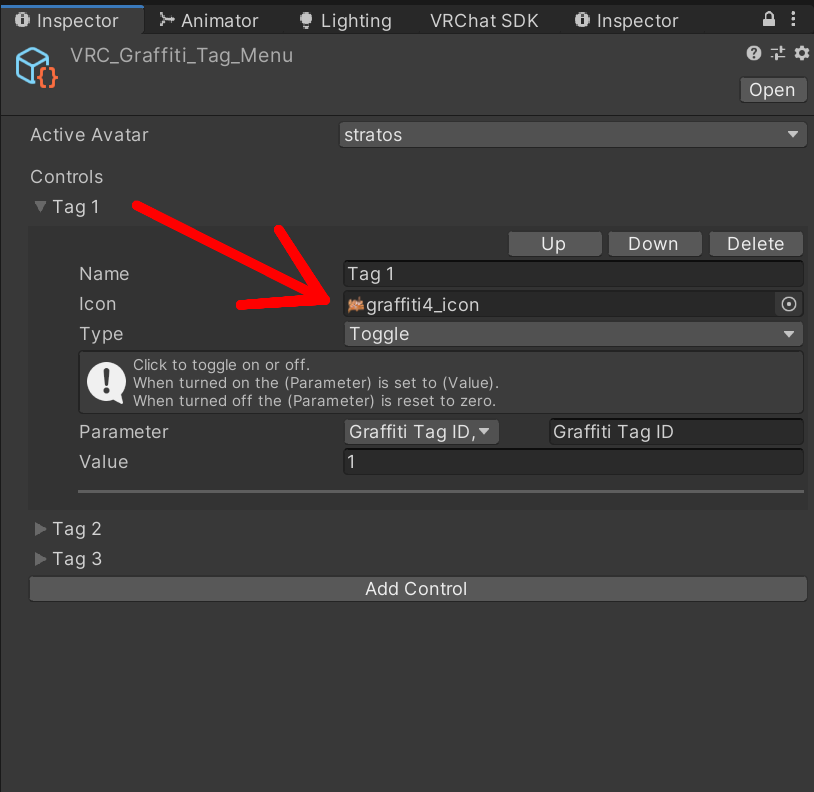 Inspector Animator Lighting VRChat SDK Inspector
VRC_Graffiti_Tag_Menu
Open
Active Avatar stratos
Controls
Tag 1
Up Down Delete
Name Tag 1
Icon graffiti4_icon
Type Toggle
Click to toggle on or off.
When turned on the (Parameter) is set to (Value).
When turned off the (Parameter) is reset to zero.
Parameter Graffiti Tag ID, Graffiti Tag ID
Value 1
Tag 2
Tag 3
Add Control